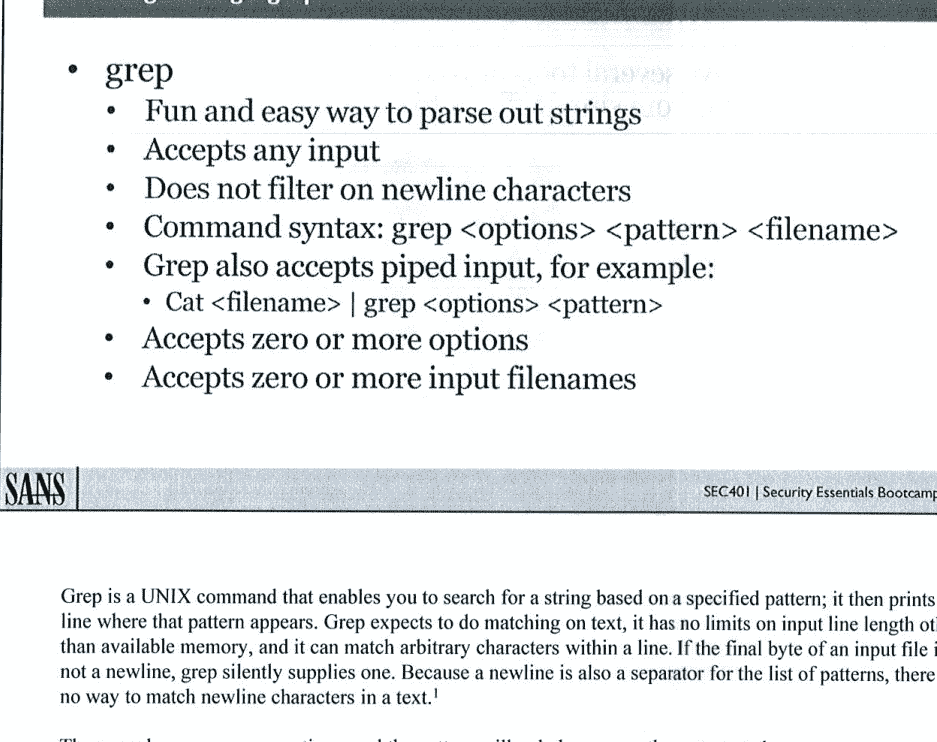 • grep
• Fun and easy way to parse out strings
• Accepts any input
• Does not filter on newline characters
• Command syntax: grep <options> <pattern> <filename>
• Grep also accepts piped input, for example:
• Cat <filename> | grep <options> <pattern>
• Accepts zero or more options
• Accepts zero or more input filenames
SANS
SEC401 | Security Essentials Bootcamp
Grep is a UNIX command that enables you to search for a string based on a specified pattern; it then prints
line where that pattern appears. Grep expects to do matching on text, it has no limits on input line length
than available memory, and it can match arbitrary characters within a line. If the final byte of an input file
not a newline, grep silently supplies one. Because a newline is also a separator for the list of patterns, there
no way to match newline characters in a text.¹